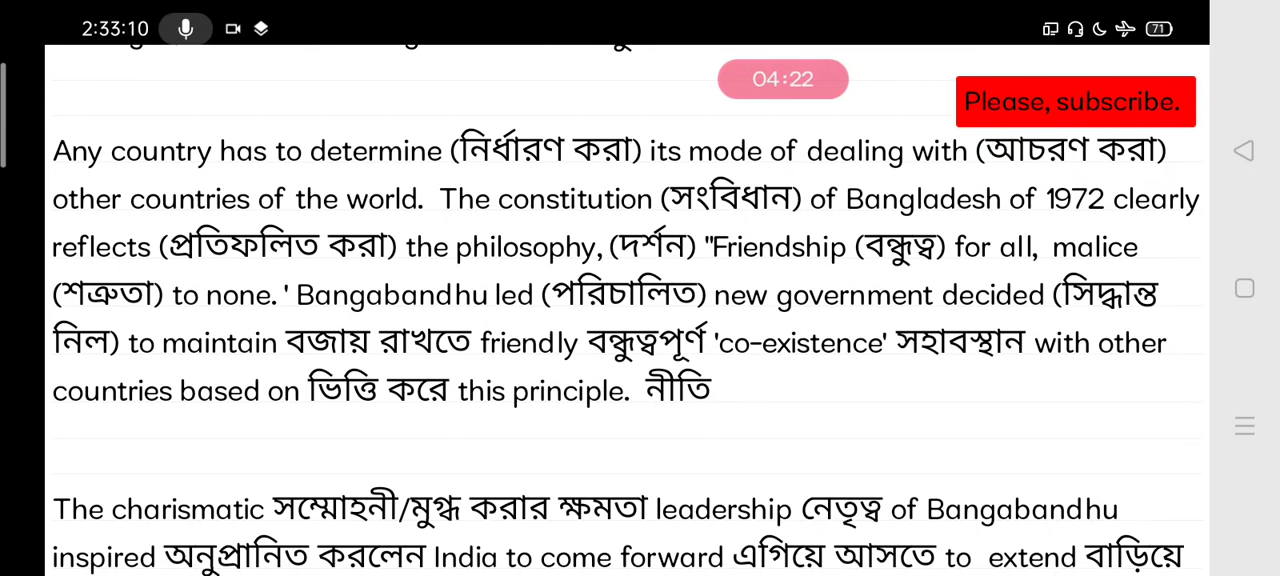 2:33:10
71
04:22
Please, subscribe.
Any country has to determine (নির্ধারণ করা) its mode of dealing with (আচরণ করা)
other countries of the world. The constitution (সংবিধান) of Bangladesh of 1972 clearly
reflects (প্রতিফলিত করা) the philosophy, (দর্শন) "Friendship (বন্ধুত্ব) for all, malice
(শত্রুতা) to none. ' Bangabandhu led (পরিচালিত) new government decided (সিদ্ধান্ত
নিল) to maintain বজায় রাখতে friendly বন্ধুত্বপূর্ণ 'co-existence' সহাবস্থান with other
countries based on ভিত্তি করে this principle. নীতি
The charismatic সম্মোহনী/মুগ্ধ করার ক্ষমতা leadership নেতৃত্ব of Bangabandhu
inspired অনুপ্রানিত করলেন India to come forward এগিয়ে আসতে to extend বাড়িয়ে